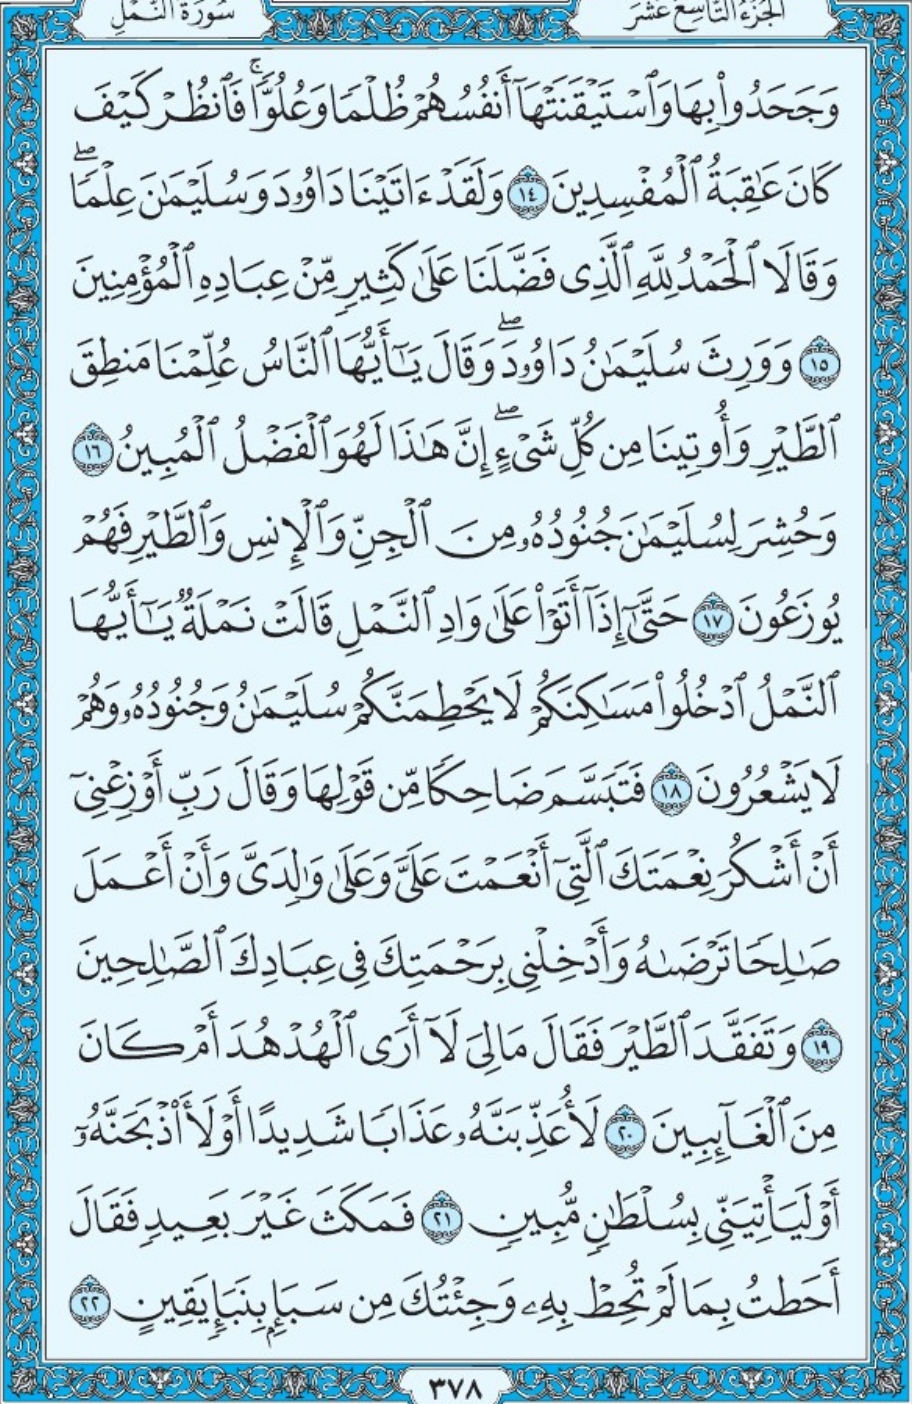 الجزء التاسع عشر
سورة النمل
وَجَحَدُوا۟ بِهَا وَٱسْتَيْقَنَتْهَآ أَنفُسُهُمْ ظُلْمًا وَعُلُوًّا ۚ فَٱنظُرْ كَيْفَ
كَانَ عَٰقِبَةُ ٱلْمُفْسِدِينَ ١٤ وَلَقَدْ ءَاتَيْنَا دَاوُۥدَ وَسُلَيْمَٰنَ عِلْمًا ۖ
وَقَالَا ٱلْحَمْدُ لِلَّهِ ٱلَّذِى فَضَّلَنَا عَلَىٰ كَثِيرٍ مِّنْ عِبَادِهِ ٱلْمُؤْمِنِينَ
١٥ وَوَرِثَ سُلَيْمَٰنُ دَاوُۥدَ ۖ وَقَالَ يَٰٓأَيُّهَا ٱلنَّاسُ عُلِّمْنَا مَنطِقَ
ٱلطَّيْرِ وَأُوتِينَا مِن كُلِّ شَىْءٍ ۖ إِنَّ هَٰذَا لَهُوَ ٱلْفَضْلُ ٱلْمُبِينُ ١٦
وَحُشِرَ لِسُلَيْمَٰنَ جُنُودُهُۥ مِنَ ٱلْجِنِّ وَٱلْإِنسِ وَٱلطَّيْرِ فَهُمْ
يُوزَعُونَ ١٧ حَتَّىٰٓ إِذَآ أَتَوْا۟ عَلَىٰ وَادِ ٱلنَّمْلِ قَالَتْ نَمْلَةٌ يَٰٓأَيُّهَا
ٱلنَّمْلُ ٱدْخُلُوا۟ مَسَٰكِنَكُمْ لَا يَحْطِمَنَّكُمْ سُلَيْمَٰنُ وَجُنُودُهُۥ وَهُمْ
لَا يَشْعُرُونَ ١٨ فَتَبَسَّمَ ضَاحِكًا مِّن قَوْلِهَا وَقَالَ رَبِّ أَوْزِعْنِىٓ
أَنْ أَشْكُرَ نِعْمَتَكَ ٱلَّتِىٓ أَنْعَمْتَ عَلَىَّ وَعَلَىٰ وَٰلِدَىَّ وَأَنْ أَعْمَلَ
صَٰلِحًا تَرْضَىٰهُ وَأَدْخِلْنِى بِرَحْمَتِكَ فِى عِبَادِكَ ٱلصَّٰلِحِينَ
١٩ وَتَفَقَّدَ ٱلطَّيْرَ فَقَالَ مَالِىَ لَآ أَرَى ٱلْهُدْهُدَ أَمْ كَانَ
مِنَ ٱلْغَآئِبِينَ ٢٠ لَأُعَذِّبَنَّهُۥ عَذَابًا شَدِيدًا أَوْ لَأَا۟ذْبَحَنَّهُۥٓ
أَوْ لَيَأْتِيَنِّى بِسُلْطَٰنٍ مُّبِينٍ ٢١ فَمَكَثَ غَيْرَ بَعِيدٍ فَقَالَ
أَحَطتُ بِمَا لَمْ تُحِطْ بِهِۦ وَجِئْتُكَ مِن سَبَإٍۭ بِنَبَإٍ يَقِينٍ ٢٢
٣٧٨